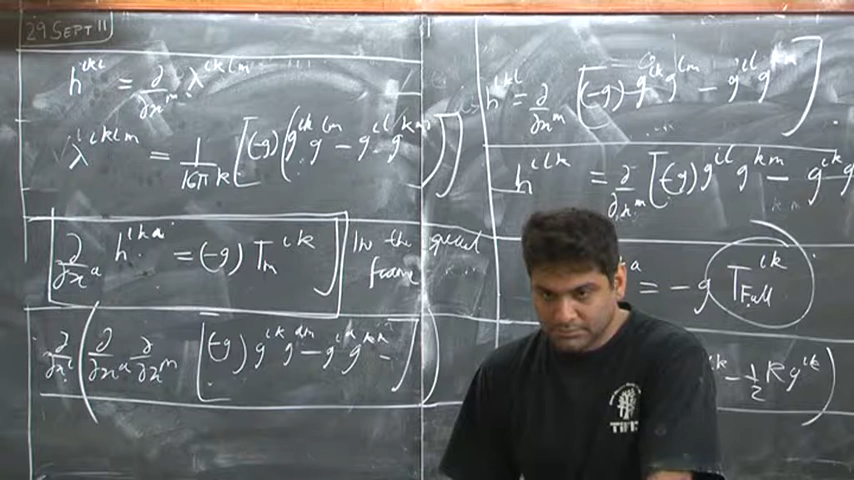 29 SEPT 11
h^{ikl} = ∂/∂x^m λ^{iklm}
λ^{iklm} = 1/16πk [(-g)(g^{ik} g^{lm} - g^{il} g^{km})]
∂/∂x^a h^{ika} = (-g) T_m^{ik} In the special frame
∂/∂x^i (∂/∂x^a ∂/∂x^m [(-g) g^{ik} g^{am} - g^{ia} g^{km}])
h^{ikl} = ∂/∂x^m [(-g) g^{ik} g^{lm} - g^{il} g^{km}]
h^{ilk} = ∂/∂x^m [(-g) g^{il} g^{km} - g^{ik} g
a = -g T_{Full}^{ik}
ik - 1/2 R g^{ik})
TIFR